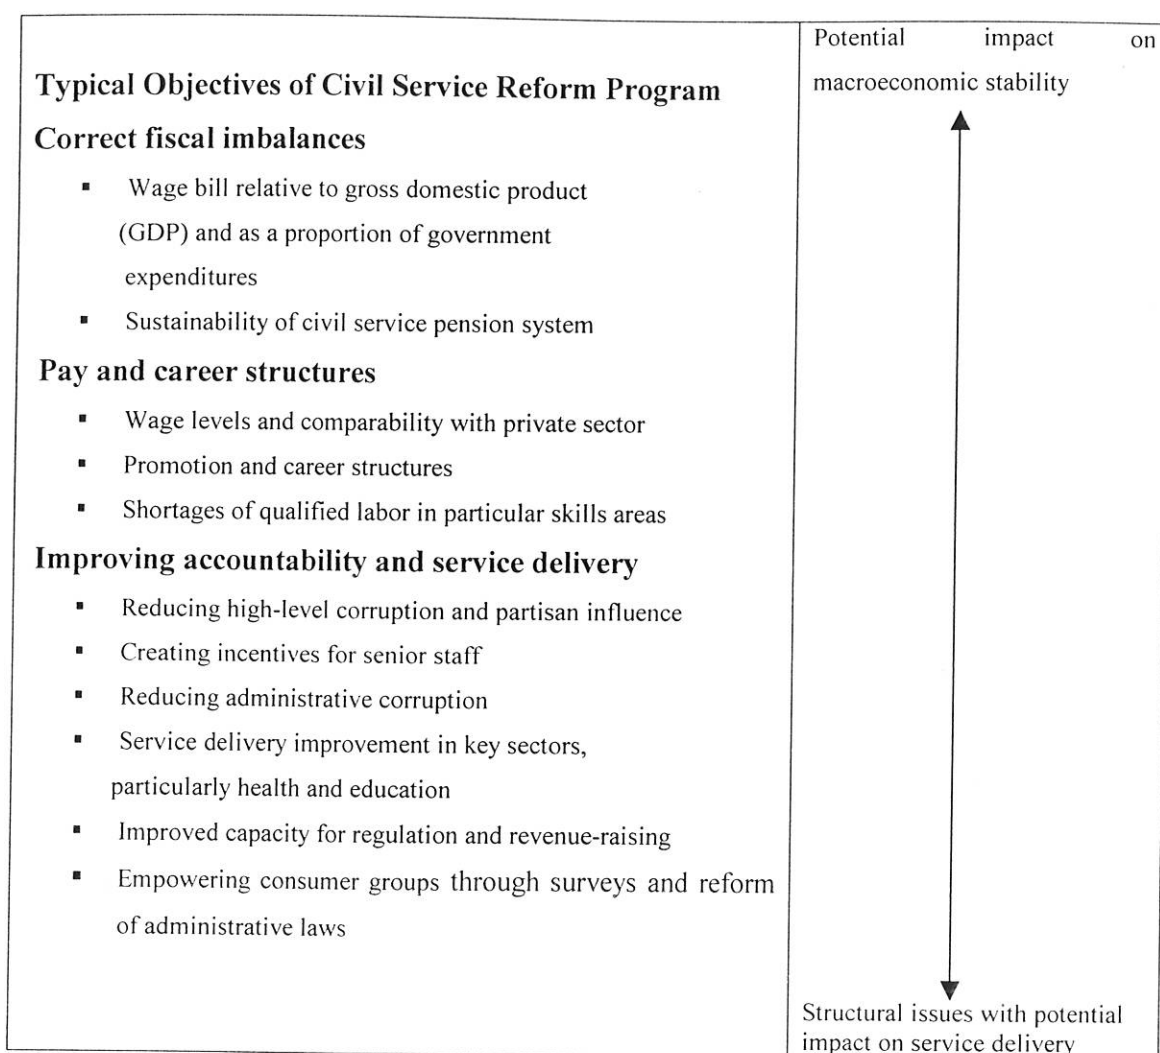 Typical Objectives of Civil Service Reform Program
Correct fiscal imbalances
▪ Wage bill relative to gross domestic product
(GDP) and as a proportion of government
expenditures
▪ Sustainability of civil service pension system
Pay and career structures
▪ Wage levels and comparability with private sector
▪ Promotion and career structures
▪ Shortages of qualified labor in particular skills areas
Improving accountability and service delivery
▪ Reducing high-level corruption and partisan influence
▪ Creating incentives for senior staff
▪ Reducing administrative corruption
▪ Service delivery improvement in key sectors,
particularly health and education
▪ Improved capacity for regulation and revenue-raising
▪ Empowering consumer groups through surveys and reform
of administrative laws
Potential impact on
macroeconomic stability
Structural issues with potential
impact on service delivery